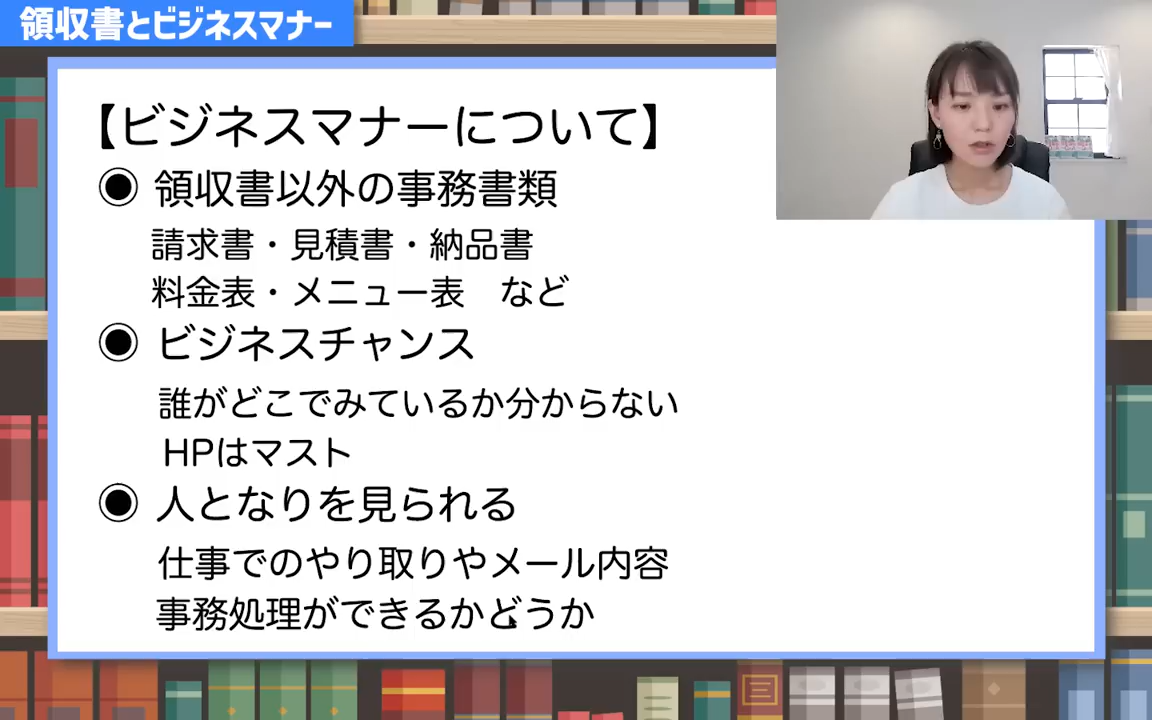 領収書とビジネスマナー
【ビジネスマナーについて】
◉ 領収書以外の事務書類
請求書・見積書・納品書
料金表・メニュー表　など
◉ ビジネスチャンス
誰がどこでみているか分からない
HPはマスト
◉ 人となりを見られる
仕事でのやり取りやメール内容
事務処理ができるかどうか